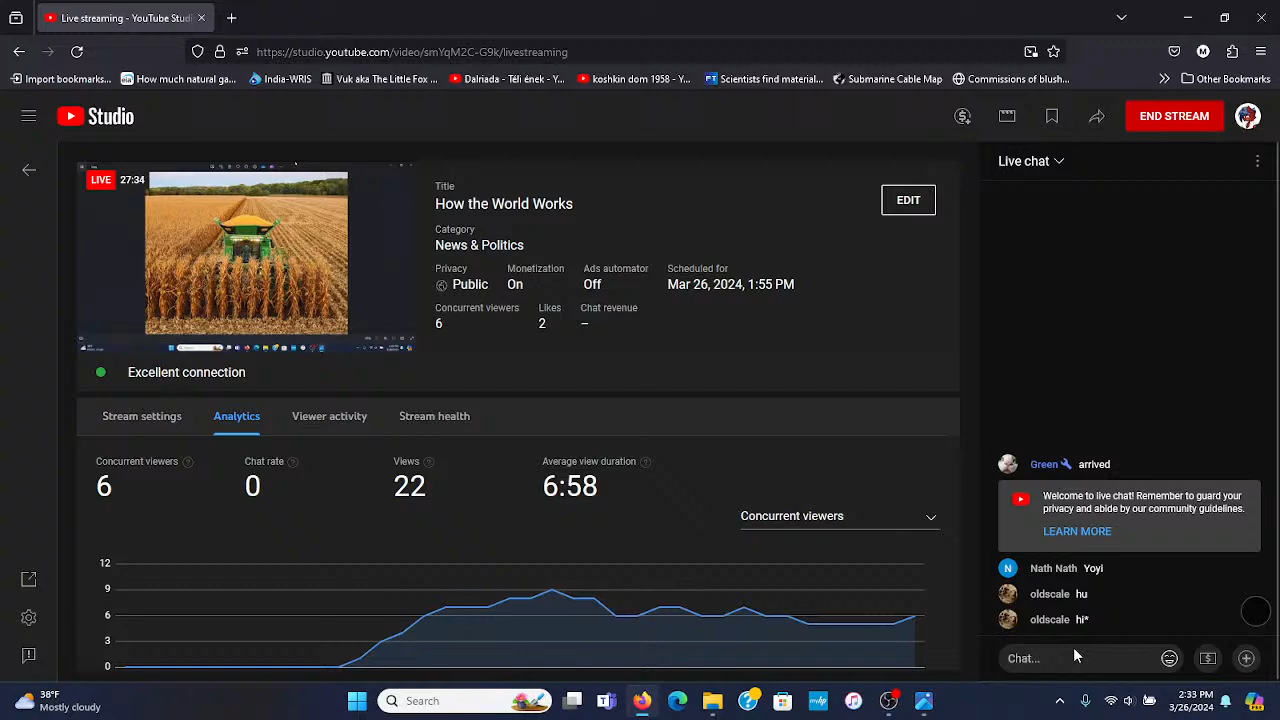 Live streaming - YouTube Studi
https://studio.youtube.com/video/smYqM2C-G9k/livestreaming
M
Import bookmarks...
eia
How much natural ga...
India-WRIS
Vuk aka The Little Fox ...
Dalriada - Téli ének - Y...
koshkin dom 1958 - Y...
FT
Scientists find material...
Submarine Cable Map
Commissions of blush...
Other Bookmarks
Studio
END STREAM
LIVE 27:34
Title
How the World Works
EDIT
Category
News & Politics
Privacy Monetization Ads automator Scheduled for
Public On Off Mar 26, 2024, 1:55 PM
Concurrent viewers Likes Chat revenue
6 2 –
Excellent connection
Stream settings Analytics Viewer activity Stream health
Concurrent viewers Chat rate Views Average view duration
6 0 22 6:58
Concurrent viewers
12
9
6
3
0
Live chat
Green arrived
Welcome to live chat! Remember to guard your
privacy and abide by our community guidelines.
LEARN MORE
N Nath Nath Yoyi
oldscale hu
oldscale hi*
Chat...
38°F
Mostly cloudy
Search
2:33 PM
3/26/2024